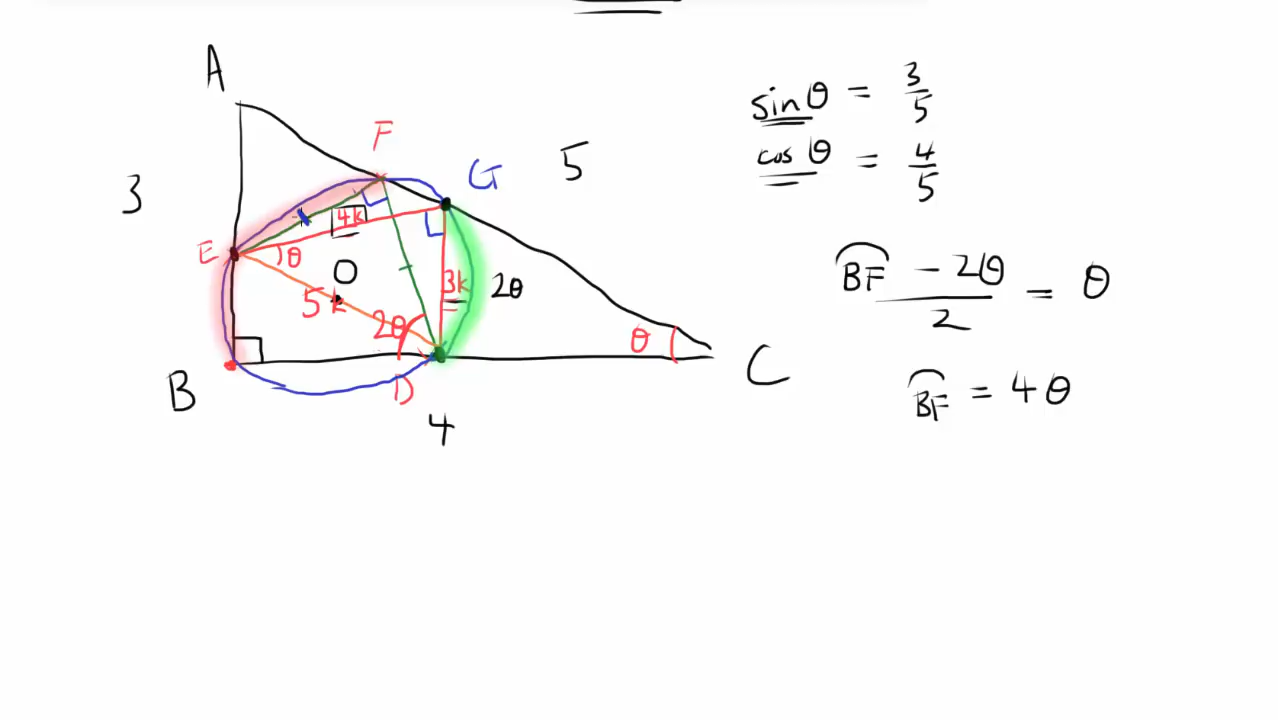 A
F
G
5
3
E
4k
θ
O
5k
3k
2θ
2θ
θ
B
D
C
4
sinθ = 3/5
cosθ = 4/5
(BF⌢ − 2θ)/2 = θ
BF⌢ = 4θ